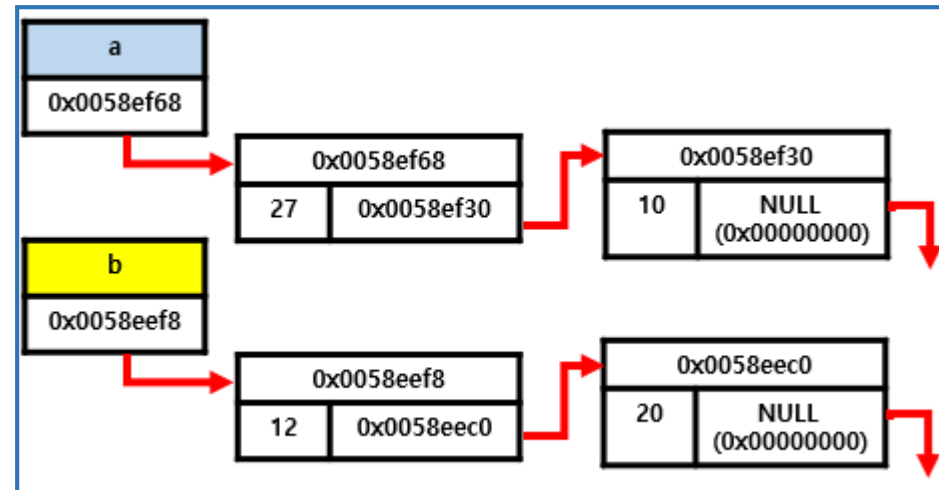 a
0x0058ef68
0x0058ef68
27 0x0058ef30
0x0058ef30
10 NULL
(0x00000000)
b
0x0058eef8
0x0058eef8
12 0x0058eec0
0x0058eec0
20 NULL
(0x00000000)